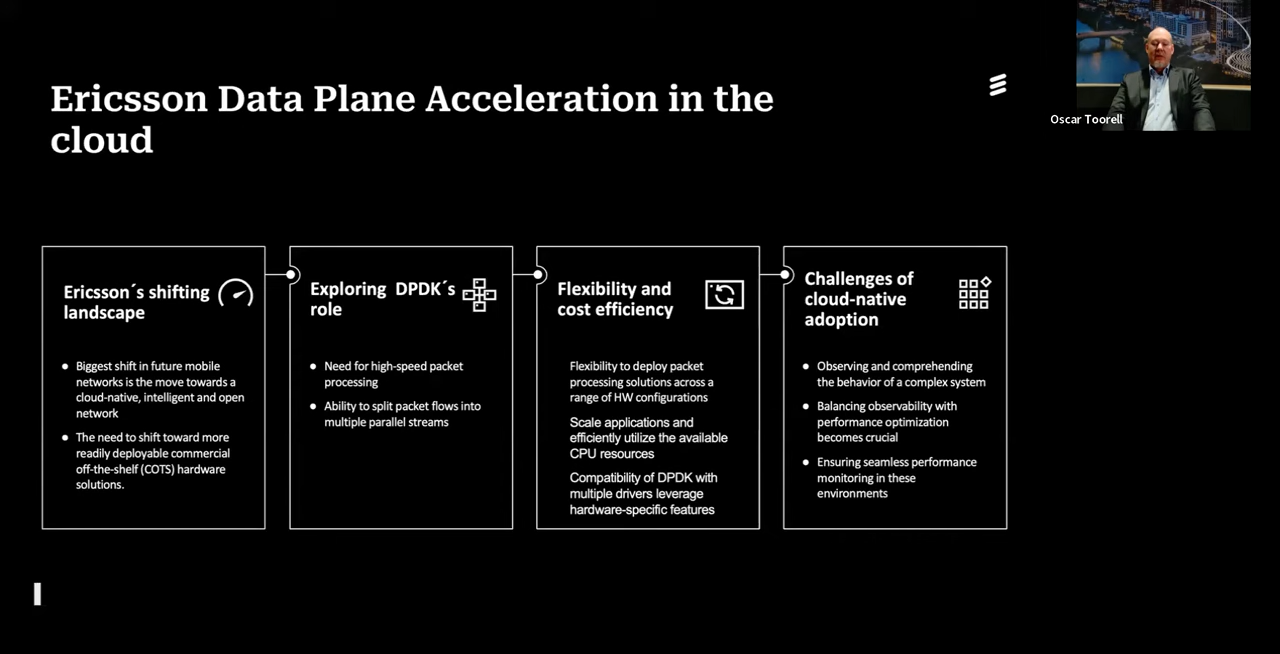 Ericsson Data Plane Acceleration in the
cloud
Oscar Toorell
Ericsson´s shifting
landscape
Biggest shift in future mobile
networks is the move towards a
cloud-native, intelligent and open
network
The need to shift toward more
readily deployable commercial
off-the-shelf (COTS) hardware
solutions.
Exploring DPDK´s
role
Need for high-speed packet
processing
Ability to split packet flows into
multiple parallel streams
Flexibility and
cost efficiency
Flexibility to deploy packet
processing solutions across a
range of HW configurations
Scale applications and
efficiently utilize the available
CPU resources
Compatibility of DPDK with
multiple drivers leverage
hardware-specific features
Challenges of
cloud-native
adoption
Observing and comprehending
the behavior of a complex system
Balancing observability with
performance optimization
becomes crucial
Ensuring seamless performance
monitoring in these
environments